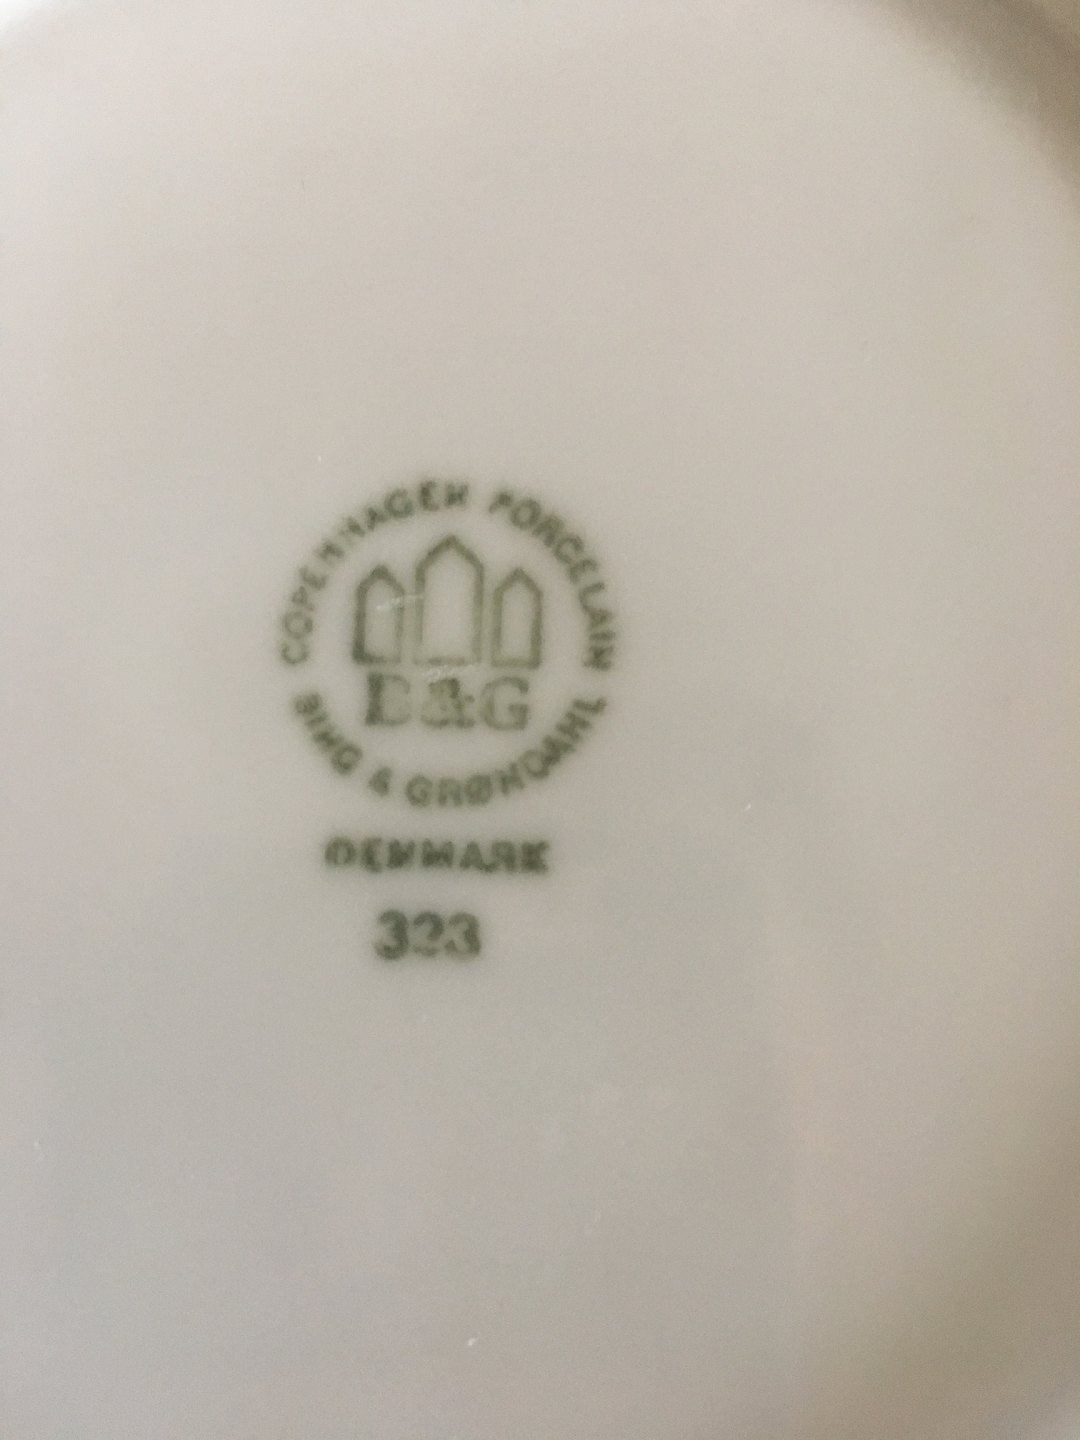 COPENHAGEN PORCELAIN
B&G
BING & GRØNDAHL
DENMARK
323